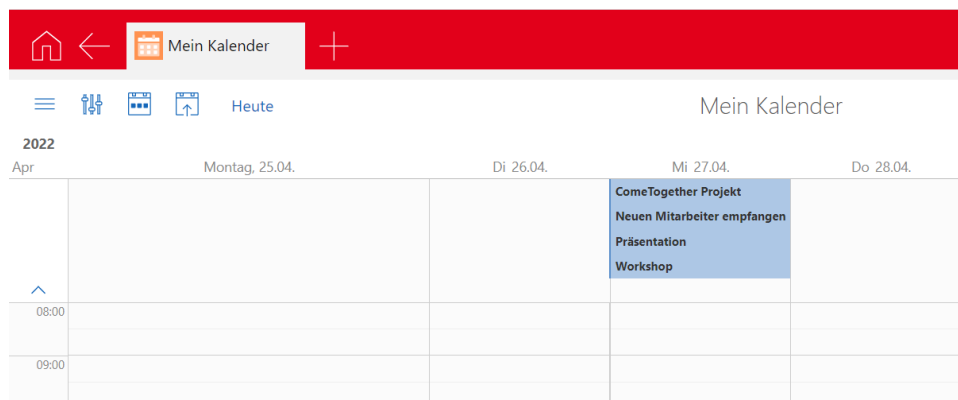 Mein Kalender
Heute
Mein Kalender
2022
Apr Montag, 25.04. Di 26.04. Mi 27.04. Do 28.04.
ComeTogether Projekt
Neuen Mitarbeiter empfangen
Präsentation
Workshop
08:00
09:00